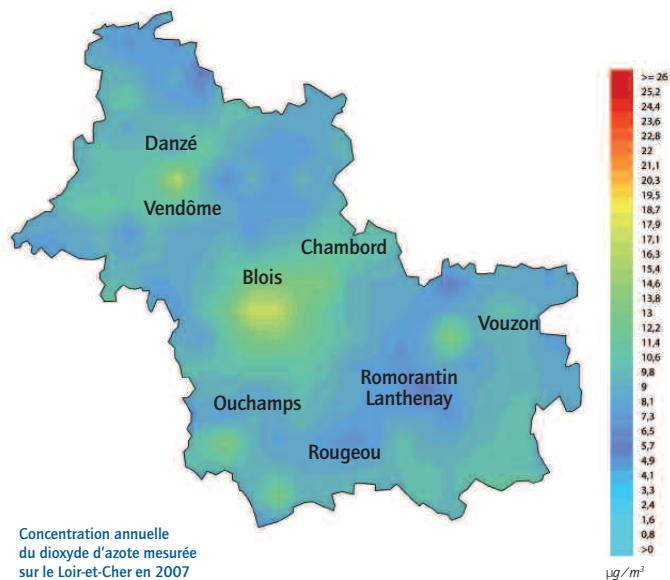 Danzé
Vendôme
Chambord
Blois
Vouzon
Romorantin
Lanthenay
Ouchamps
Rougeou
>= 26
25,2
24,4
23,6
22,8
22
21,1
20,3
19,5
18,7
17,9
17,1
16,3
15,4
14,6
13,8
13
12,2
11,4
10,6
9,8
9
8,1
7,3
6,5
5,7
4,9
4,1
3,3
2,4
1,6
0,8
>0
µg/m³
Concentration annuelle
du dioxyde d'azote mesurée
sur le Loir-et-Cher en 2007